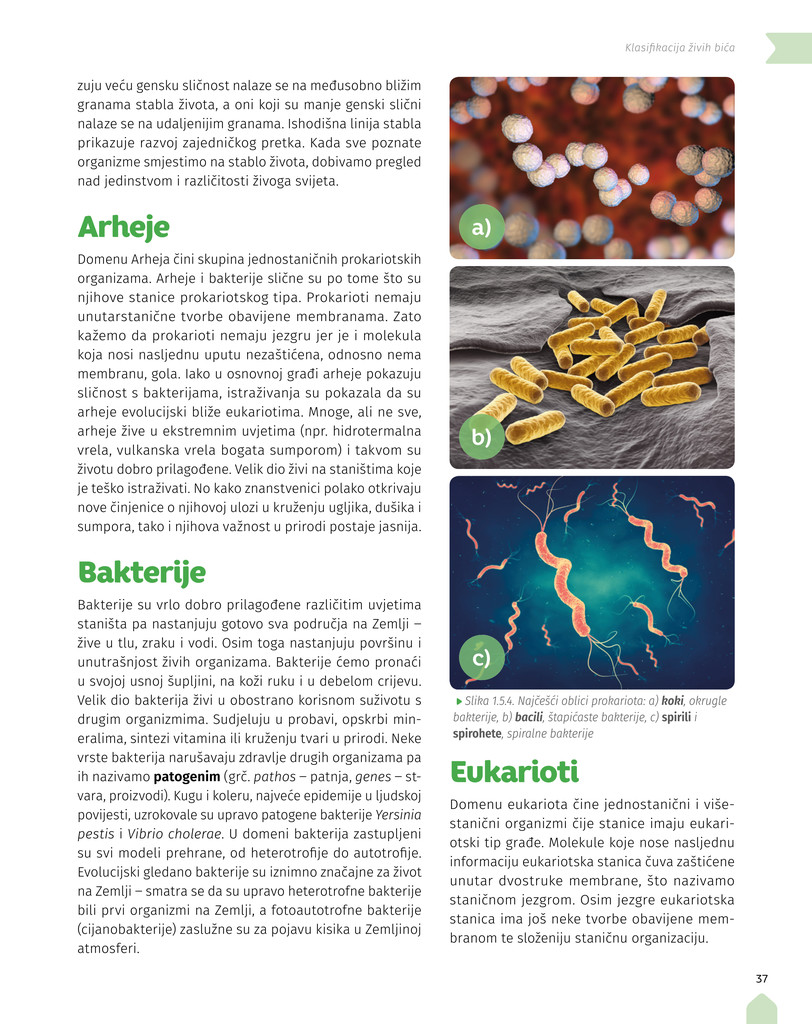 Klasifikacija živih bića
zuju veću gensku sličnost nalaze se na međusobno bližim
granama stabla života, a oni koji su manje genski slični
nalaze se na udaljenijim granama. Ishodišna linija stabla
prikazuje razvoj zajedničkog pretka. Kada sve poznate
organizme smjestimo na stablo života, dobivamo pregled
nad jedinstvom i različitosti živoga svijeta.
Arheje
Domenu Arheja čini skupina jednostaničnih prokariotskih
organizama. Arheje i bakterije slične su po tome što su
njihove stanice prokariotskog tipa. Prokarioti nemaju
unutarstanične tvorbe obavijene membranama. Zato
kažemo da prokarioti nemaju jezgru jer je i molekula
koja nosi nasljednu uputu nezaštićena, odnosno nema
membranu, gola. Iako u osnovnoj građi arheje pokazuju
sličnost s bakterijama, istraživanja su pokazala da su
arheje evolucijski bliže eukariotima. Mnoge, ali ne sve,
arheje žive u ekstremnim uvjetima (npr. hidrotermalna
vrela, vulkanska vrela bogata sumporom) i takvom su
životu dobro prilagođene. Velik dio živi na staništima koje
je teško istraživati. No kako znanstvenici polako otkrivaju
nove činjenice o njihovoj ulozi u kruženju ugljika, dušika i
sumpora, tako i njihova važnost u prirodi postaje jasnija.
Bakterije
Bakterije su vrlo dobro prilagođene različitim uvjetima
staništa pa nastanjuju gotovo sva područja na Zemlji –
žive u tlu, zraku i vodi. Osim toga nastanjuju površinu i
unutrašnjost živih organizama. Bakterije ćemo pronaći
u svojoj usnoj šupljini, na koži ruku i u debelom crijevu.
Velik dio bakterija živi u obostrano korisnom suživotu s
drugim organizmima. Sudjeluju u probavi, opskrbi min-
eralima, sintezi vitamina ili kruženju tvari u prirodi. Neke
vrste bakterija narušavaju zdravlje drugih organizama pa
ih nazivamo patogenim (grč. pathos – patnja, genes – st-
vara, proizvodi). Kugu i koleru, najveće epidemije u ljudskoj
povijesti, uzrokovale su upravo patogene bakterije Yersinia
pestis i Vibrio cholerae. U domeni bakterija zastupljeni
su svi modeli prehrane, od heterotrofije do autotrofije.
Evolucijski gledano bakterije su iznimno značajne za život
na Zemlji – smatra se da su upravo heterotrofne bakterije
bili prvi organizmi na Zemlji, a fotoautotrofne bakterije
(cijanobakterije) zaslužne su za pojavu kisika u Zemljinoj
atmosferi.
a)
b)
c)
Slika 1.5.4. Najčešći oblici prokariota: a) koki, okrugle
bakterije, b) bacili, štapićaste bakterije, c) spirili i
spirohete, spiralne bakterije
Eukarioti
Domenu eukariota čine jednostanični i više-
stanični organizmi čije stanice imaju eukari-
otski tip građe. Molekule koje nose nasljednu
informaciju eukariotska stanica čuva zaštićene
unutar dvostruke membrane, što nazivamo
staničnom jezgrom. Osim jezgre eukariotska
stanica ima još neke tvorbe obavijene mem-
branom te složeniju staničnu organizaciju.
37